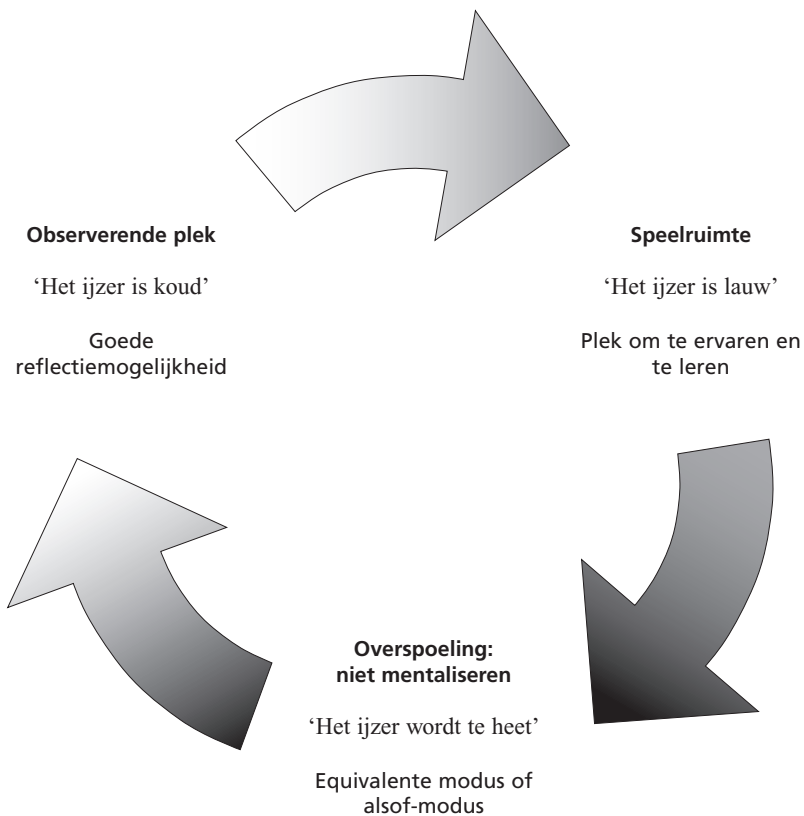 Observerende plek
‘Het ijzer is koud’
Goede
reflectiemogelijkheid
Speelruimte
‘Het ijzer is lauw’
Plek om te ervaren en
te leren
Overspoeling:
niet mentaliseren
‘Het ijzer wordt te heet’
Equivalente modus of
alsof-modus